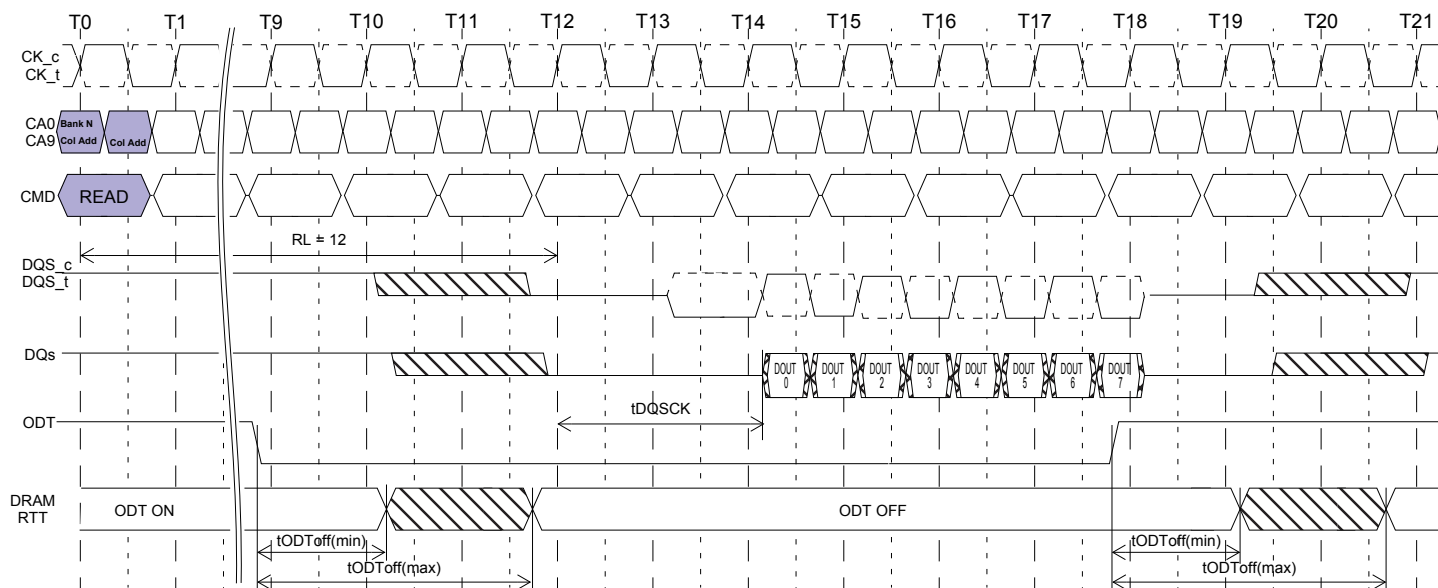 T0 T1 T9 T10 T11 T12 T13 T14 T15 T16 T17 T18 T19 T20 T21
CK_c
CK_t
CA0
CA9
Bank N
Col Add
Col Add
CMD
READ
RL = 12
DQS_c
DQS_t
DQs
DOUT 0
DOUT 1
DOUT 2
DOUT 3
DOUT 4
DOUT 5
DOUT 6
DOUT 7
tDQSCK
ODT
DRAM
RTT
ODT ON
ODT OFF
tODToff(min)
tODToff(max)
tODToff(min)
tODToff(max)